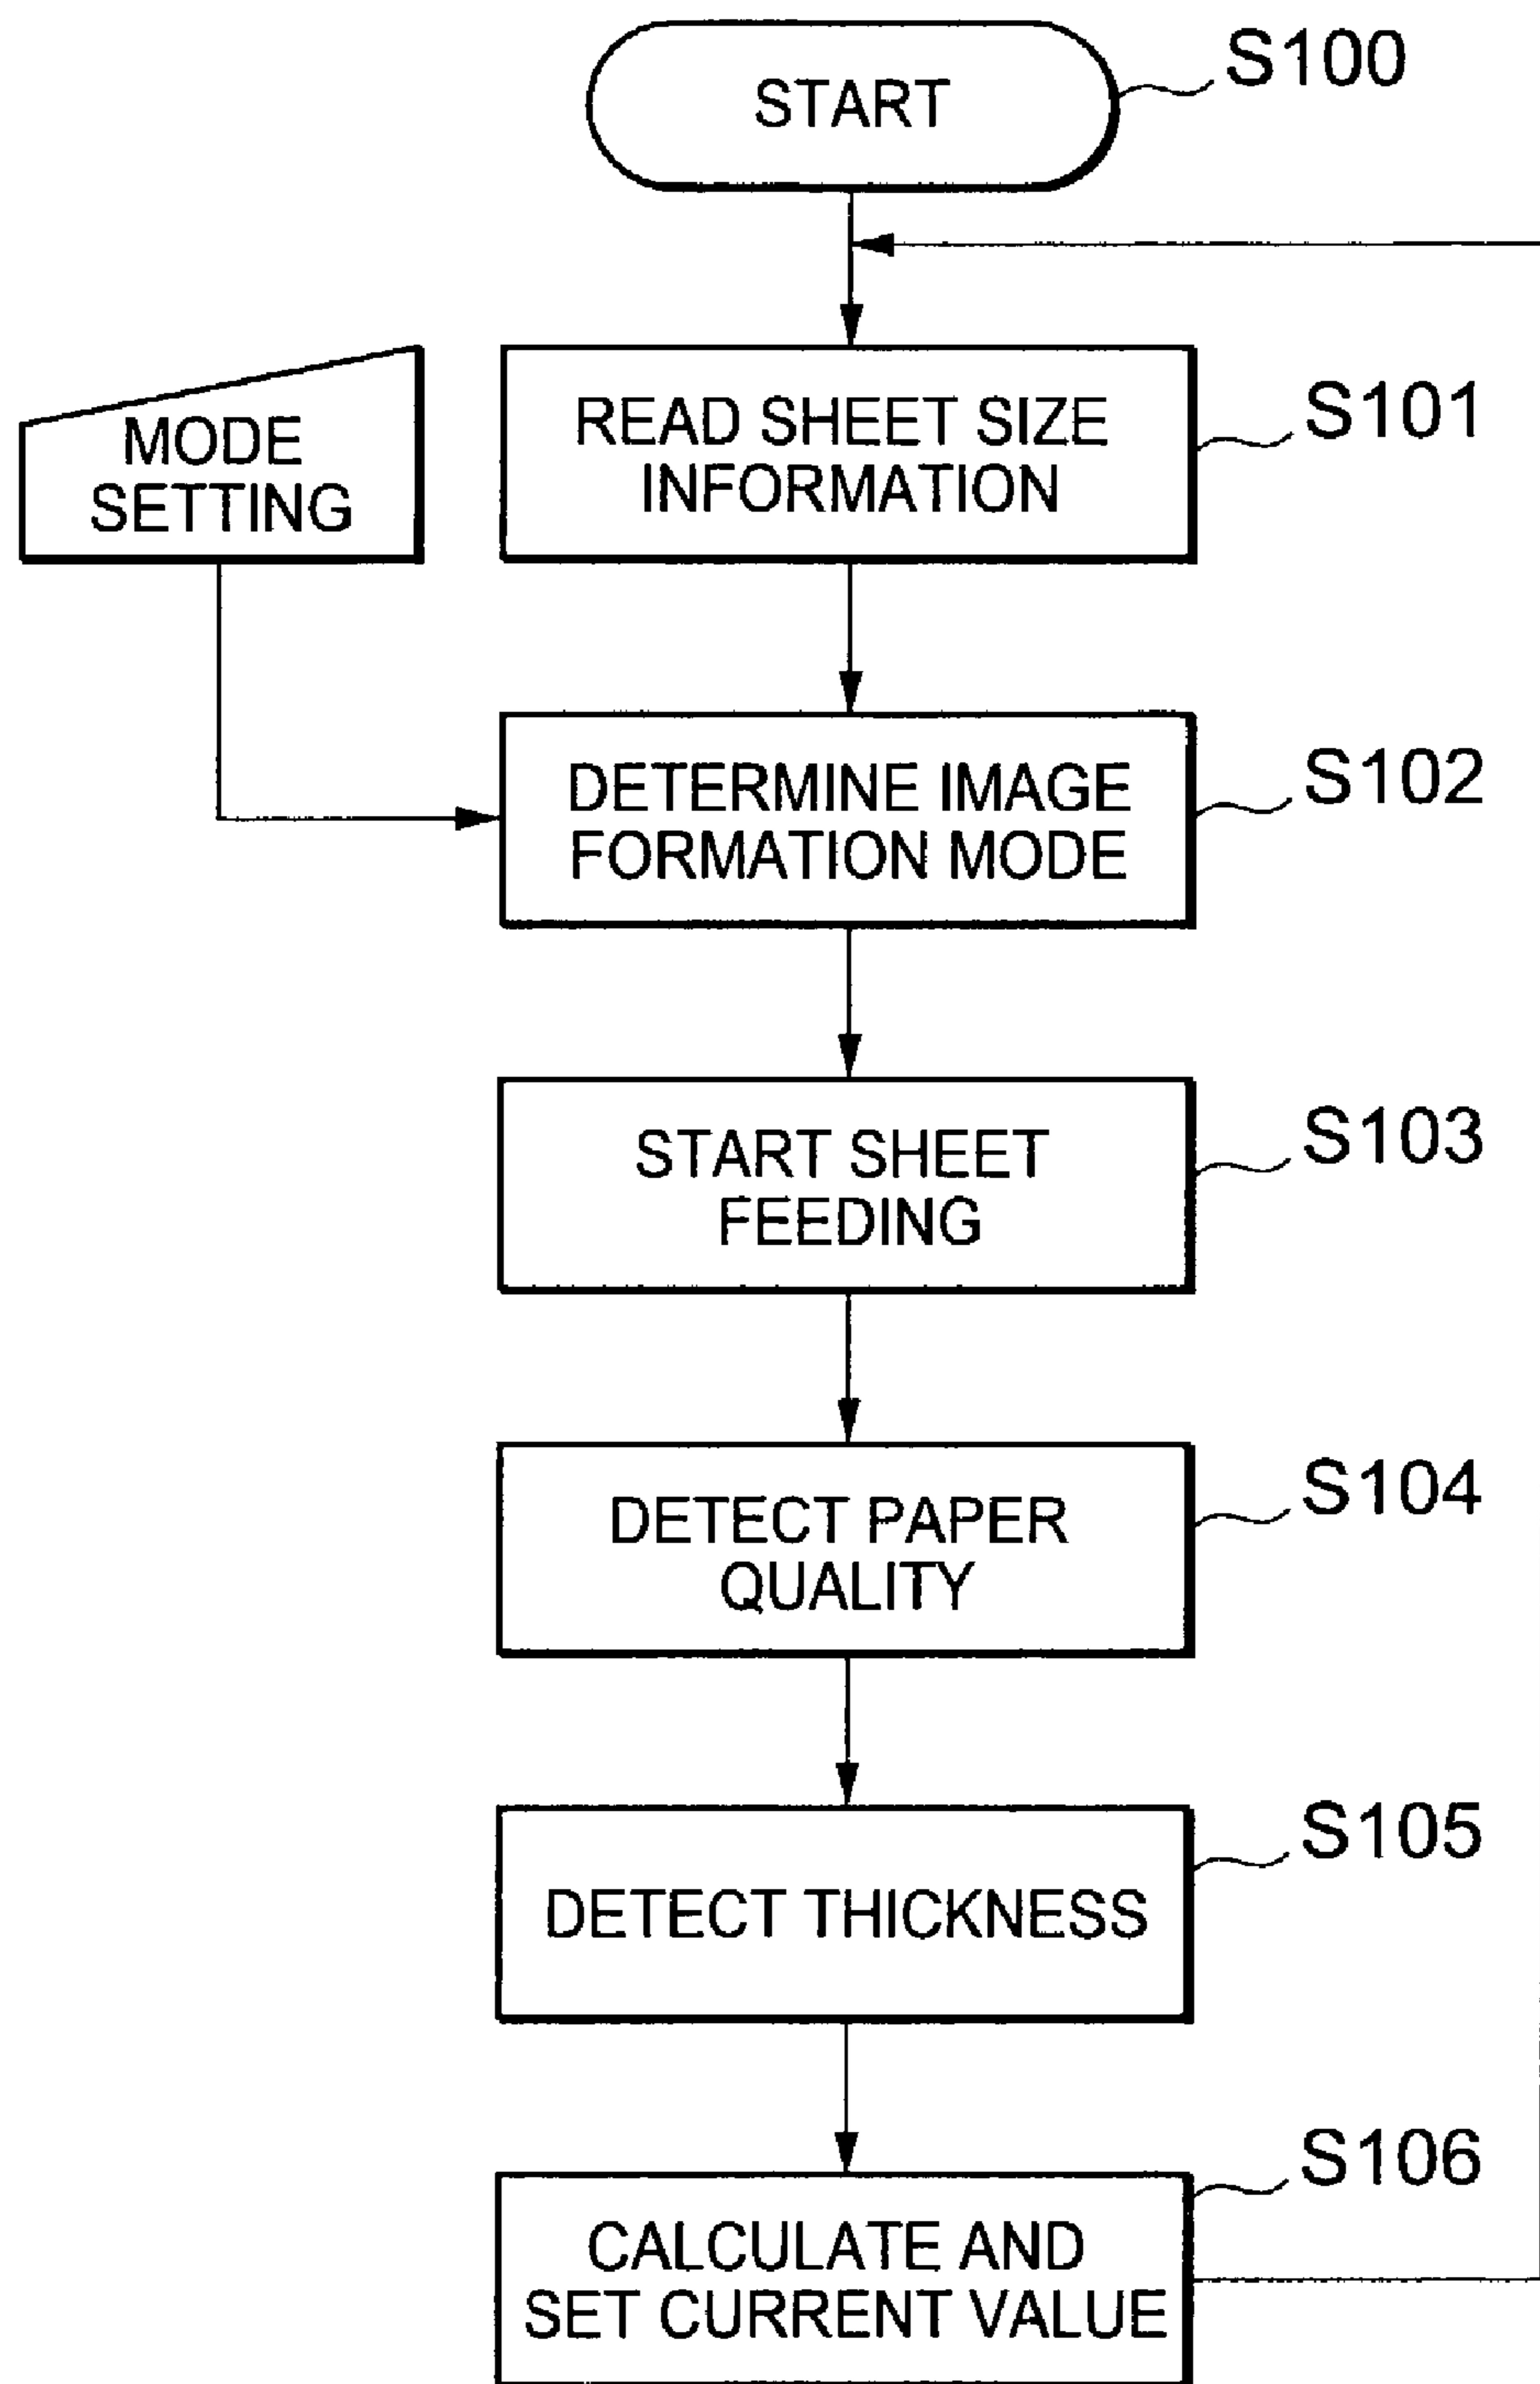 START
S100
MODE
SETTING
READ SHEET SIZE
INFORMATION
S101
DETERMINE IMAGE
FORMATION MODE
S102
START SHEET
FEEDING
S103
DETECT PAPER
QUALITY
S104
DETECT THICKNESS
S105
CALCULATE AND
SET CURRENT VALUE
S106